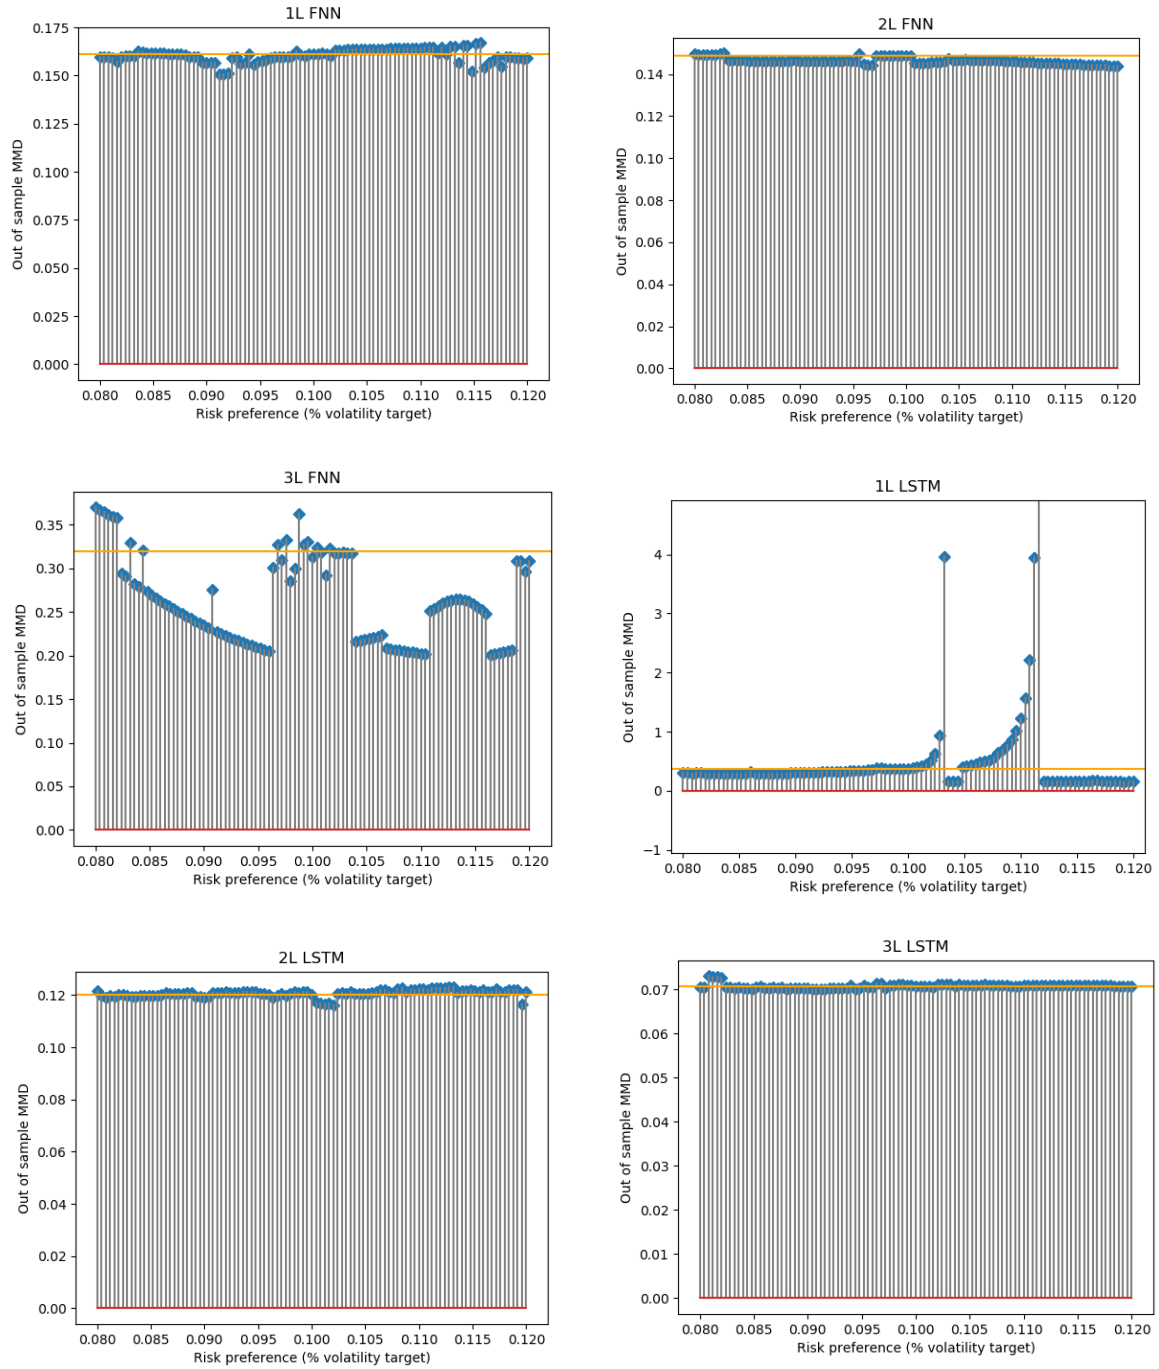 1L FNN
0.175
0.150
0.125
0.100
0.075
0.050
0.025
0.000
Out of sample MMD
0.080 0.085 0.090 0.095 0.100 0.105 0.110 0.115 0.120
Risk preference (% volatility target)
2L FNN
0.14
0.12
0.10
0.08
0.06
0.04
0.02
0.00
Out of sample MMD
0.080 0.085 0.090 0.095 0.100 0.105 0.110 0.115 0.120
Risk preference (% volatility target)
3L FNN
0.35
0.30
0.25
0.20
0.15
0.10
0.05
0.00
Out of sample MMD
0.080 0.085 0.090 0.095 0.100 0.105 0.110 0.115 0.120
Risk preference (% volatility target)
1L LSTM
4
3
2
1
0
−1
Out of sample MMD
0.080 0.085 0.090 0.095 0.100 0.105 0.110 0.115 0.120
Risk preference (% volatility target)
2L LSTM
0.12
0.10
0.08
0.06
0.04
0.02
0.00
Out of sample MMD
0.080 0.085 0.090 0.095 0.100 0.105 0.110 0.115 0.120
Risk preference (% volatility target)
3L LSTM
0.07
0.06
0.05
0.04
0.03
0.02
0.01
0.00
Out of sample MMD
0.080 0.085 0.090 0.095 0.100 0.105 0.110 0.115 0.120
Risk preference (% volatility target)